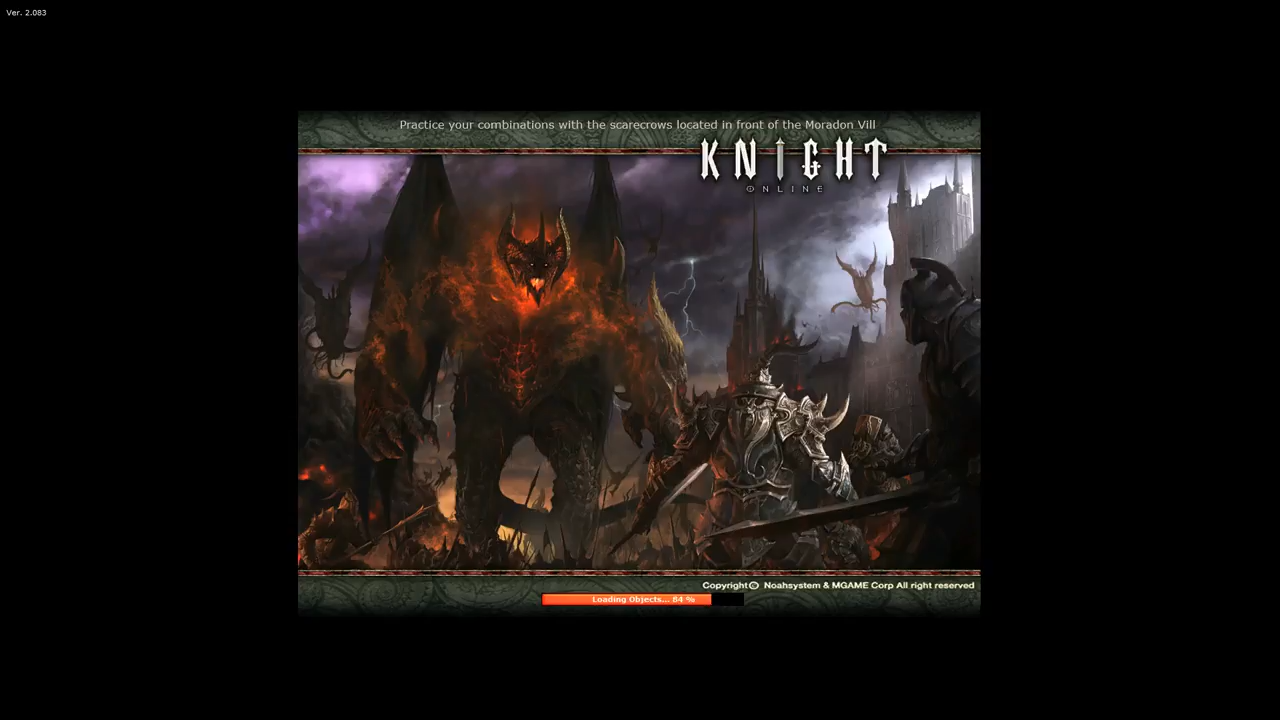 Ver. 2.083
Practice your combinations with the scarecrows located in front of the Moradon Vill
KNIGHT
ONLINE
Copyright© Noahsystem & MGAME Corp All right reserved
Loading Objects... 84 %